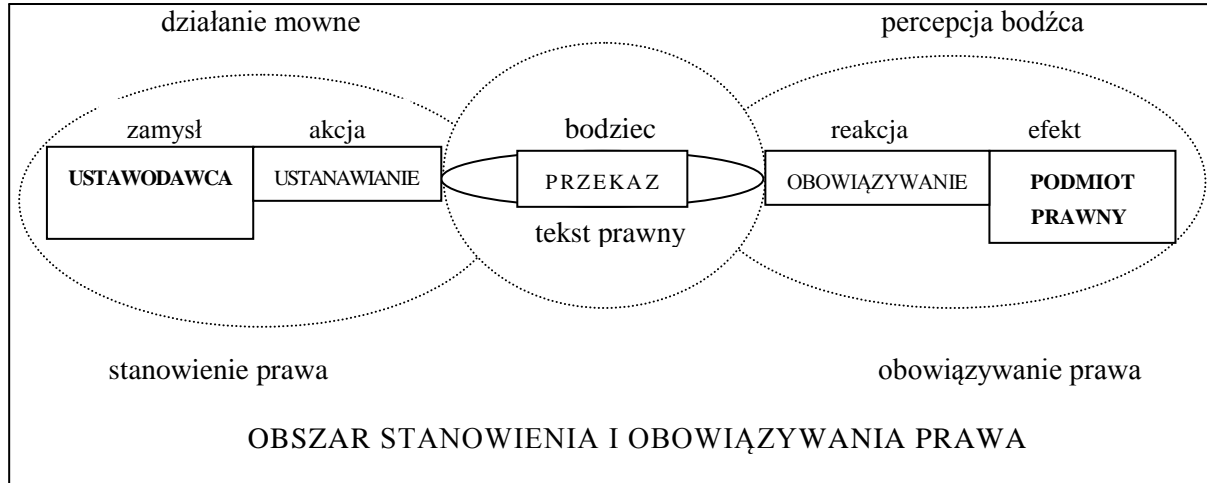 działanie mowne percepcja bodźca
zamysł akcja bodziec reakcja efekt
USTAWODAWCA USTANAWIANIE PRZEKAZ OBOWIĄZYWANIE PODMIOT
PRAWNY
tekst prawny
stanowienie prawa obowiązywanie prawa
OBSZAR STANOWIENIA I OBOWIĄZYWANIA PRAWA